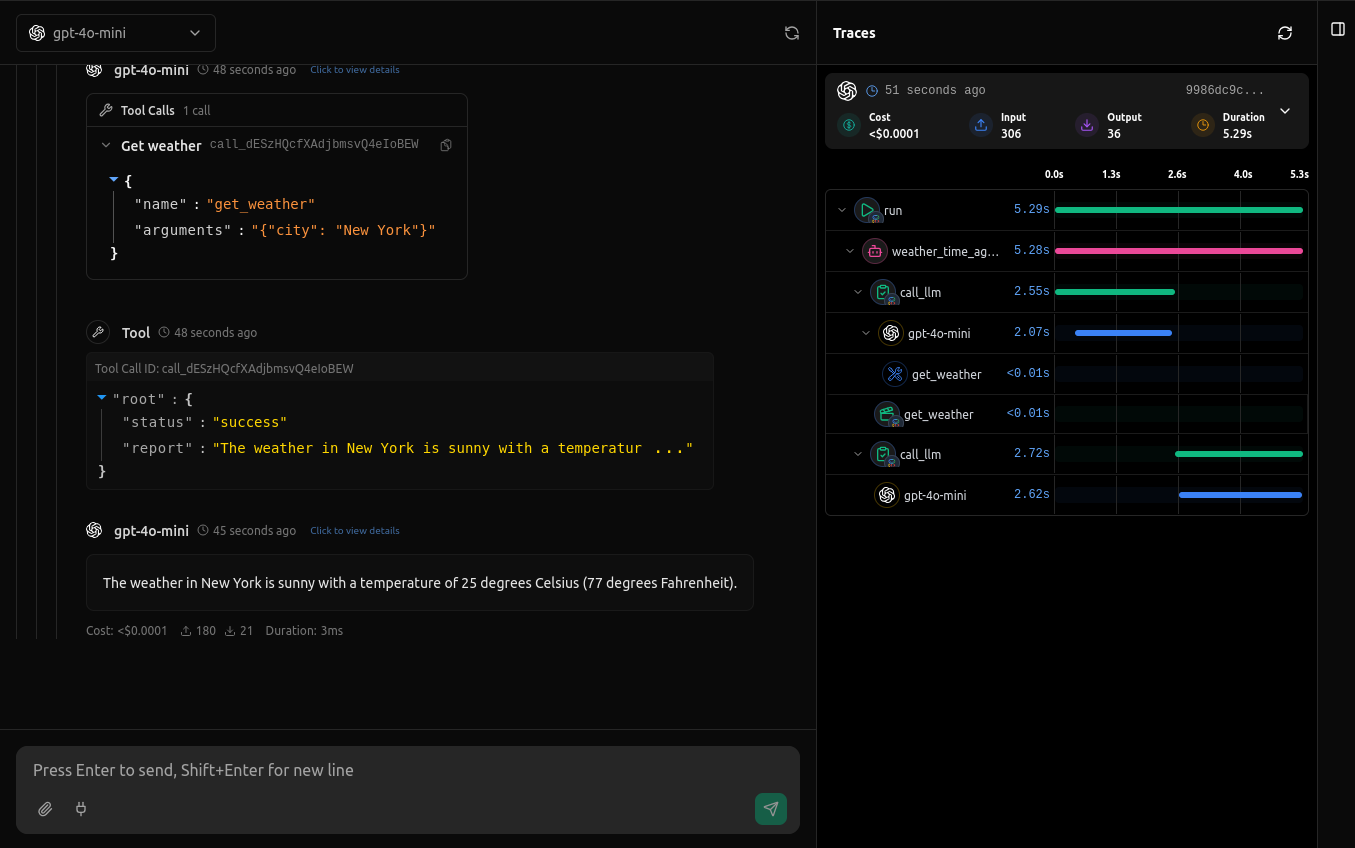 gpt-4o-mini
gpt-4o-mini 48 seconds ago Click to view details
Tool Calls 1 call
Get weather call_dESzHQcfXAdjbmsvQ4eIoBEW
{
"name" : "get_weather"
"arguments" : "{"city": "New York"}"
}
Tool 48 seconds ago
Tool Call ID: call_dESzHQcfXAdjbmsvQ4eIoBEW
"root" : {
"status" : "success"
"report" : "The weather in New York is sunny with a temperatur ..."
}
gpt-4o-mini 45 seconds ago Click to view details
The weather in New York is sunny with a temperature of 25 degrees Celsius (77 degrees Fahrenheit).
Cost: <$0.0001 180 21 Duration: 3ms
Press Enter to send, Shift+Enter for new line
Traces
51 seconds ago 9986dc9c...
Cost Input Output Duration
<$0.0001 306 36 5.29s
0.0s 1.3s 2.6s 4.0s 5.3s
run 5.29s
weather_time_ag... 5.28s
call_llm 2.55s
gpt-4o-mini 2.07s
get_weather <0.01s
get_weather <0.01s
call_llm 2.72s
gpt-4o-mini 2.62s